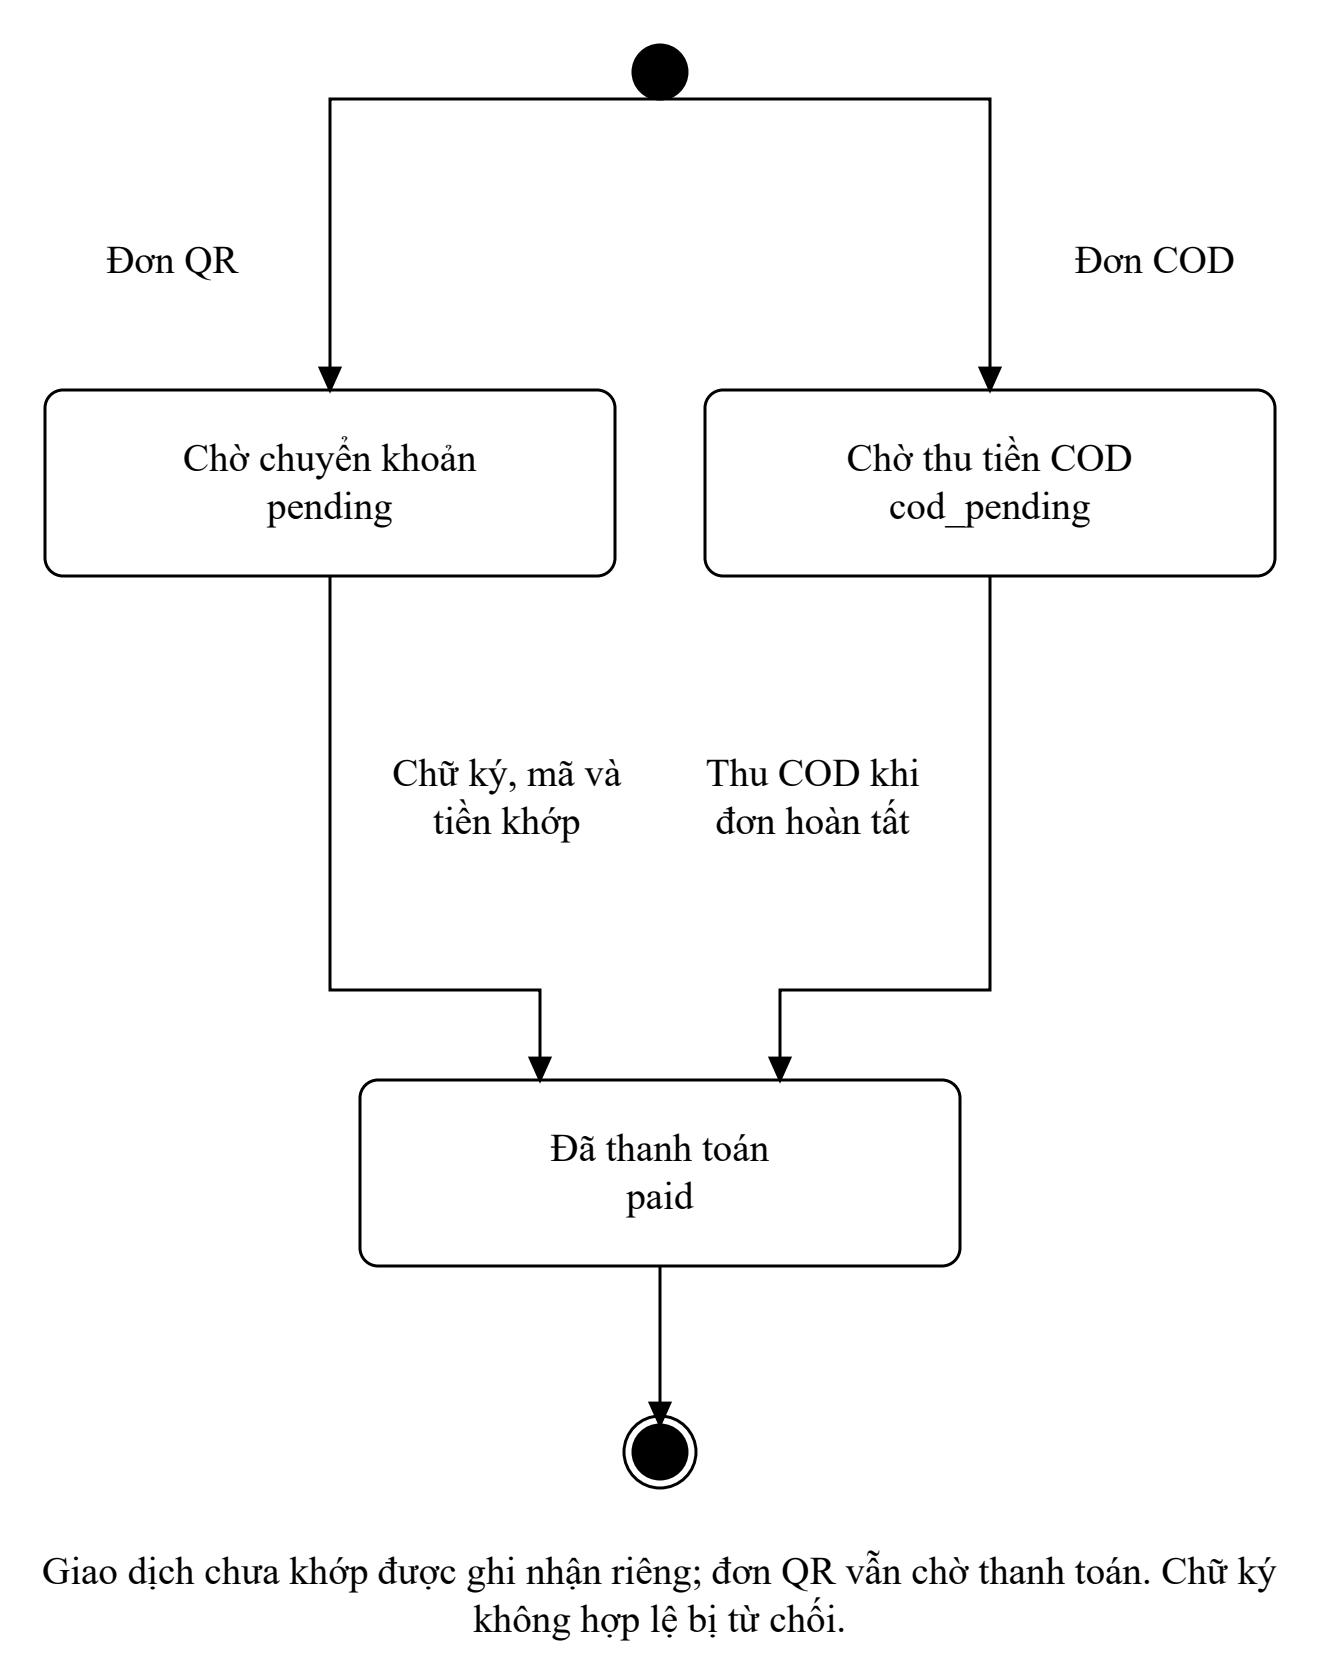 Đơn QR
Đơn COD
Chờ chuyển khoản
pending
Chờ thu tiền COD
cod_pending
Chữ ký, mã và
tiền khớp
Thu COD khi
đơn hoàn tất
Đã thanh toán
paid
Giao dịch chưa khớp được ghi nhận riêng; đơn QR vẫn chờ thanh toán. Chữ ký
không hợp lệ bị từ chối.